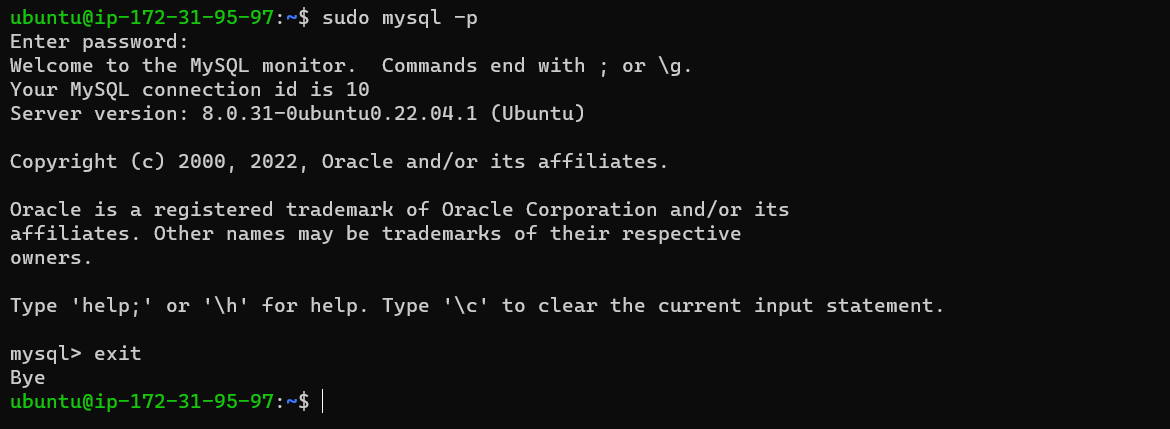 ubuntu@ip-172-31-95-97:~$ sudo mysql -p
Enter password:
Welcome to the MySQL monitor.  Commands end with ; or \g.
Your MySQL connection id is 10
Server version: 8.0.31-0ubuntu0.22.04.1 (Ubuntu)
Copyright (c) 2000, 2022, Oracle and/or its affiliates.
Oracle is a registered trademark of Oracle Corporation and/or its
affiliates. Other names may be trademarks of their respective
owners.
Type 'help;' or '\h' for help. Type '\c' to clear the current input statement.
mysql> exit
Bye
ubuntu@ip-172-31-95-97:~$